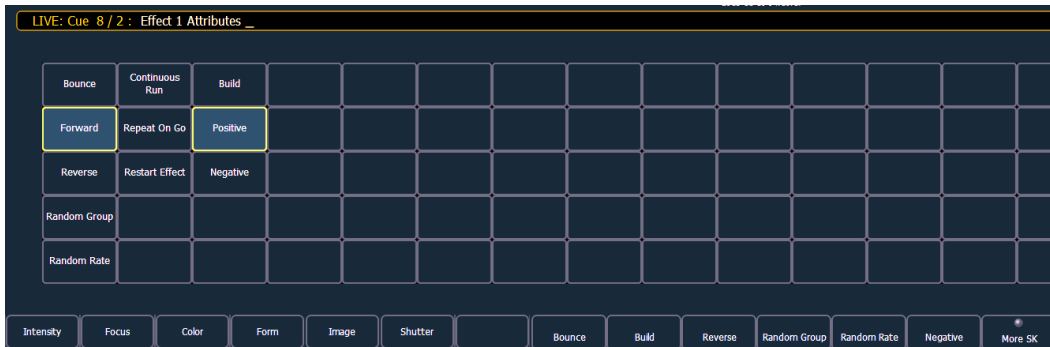 LIVE: Cue 8 / 2 : Effect 1 Attributes _
Bounce
Continuous Run
Build
Forward
Repeat On Go
Positive
Reverse
Restart Effect
Negative
Random Group
Random Rate
Intensity
Focus
Color
Form
Image
Shutter
Bounce
Build
Reverse
Random Group
Random Rate
Negative
More SK